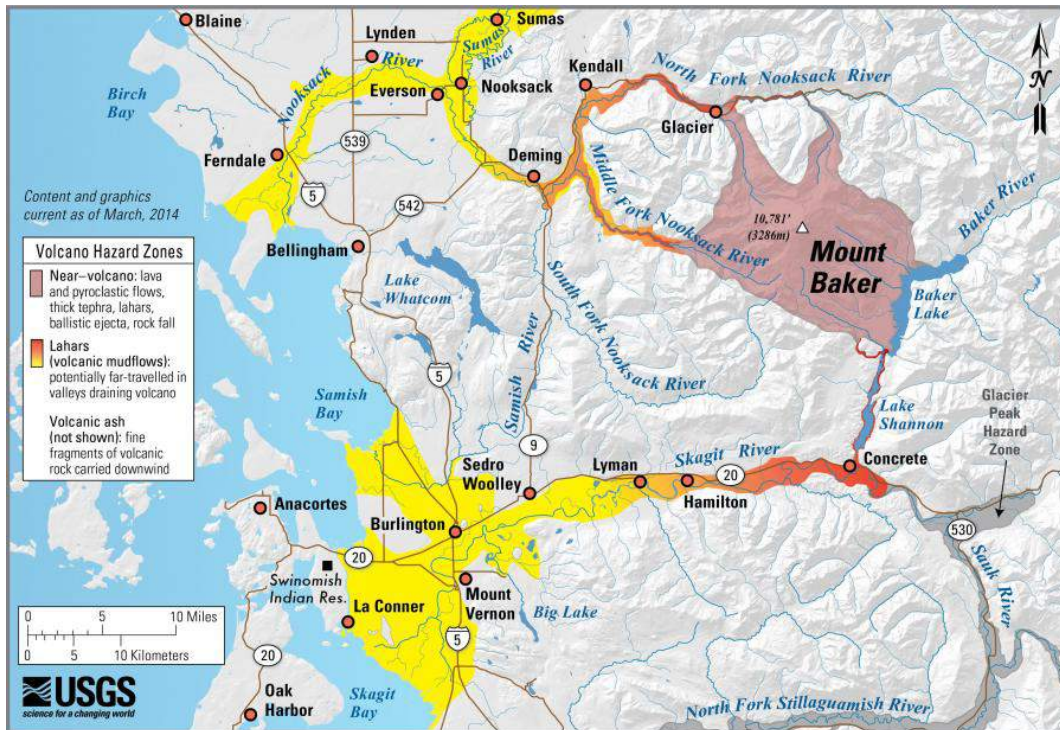 Blaine
Sumas
Lynden
Sumas
River
Nooksack
River
Kendall
North Fork Nooksack River
N
Birch
Bay
Everson
Nooksack
Glacier
539
Ferndale
Deming
Middle Fork Nooksack River
Baker River
Content and graphics
current as of March, 2014
5
542
10,781'
(3286m)
Bellingham
Mount
Baker
Volcano Hazard Zones
Near–volcano: lava
and pyroclastic flows,
thick tephra, lahars,
ballistic ejecta, rock fall
Lahars
(volcanic mudflows):
potentially far-travelled in
valleys draining volcano
Volcanic ash
(not shown): fine
fragments of volcanic
rock carried downwind
Lake
Whatcom
South Fork Nooksack River
Baker
Lake
5
Samish River
Samish
Bay
Lake
Shannon
Glacier
Peak
Hazard
Zone
9
Sedro
Woolley
Lyman
Skagit River
20
Concrete
Hamilton
Anacortes
Burlington
20
530
Sauk River
Swinomish
Indian Res.
Mount
Vernon
La Conner
Big Lake
0 10 Miles
0 10 Kilometers
5
20
USGS
science for a changing world
Oak
Harbor
Skagit
Bay
North Fork Stillaguamish River